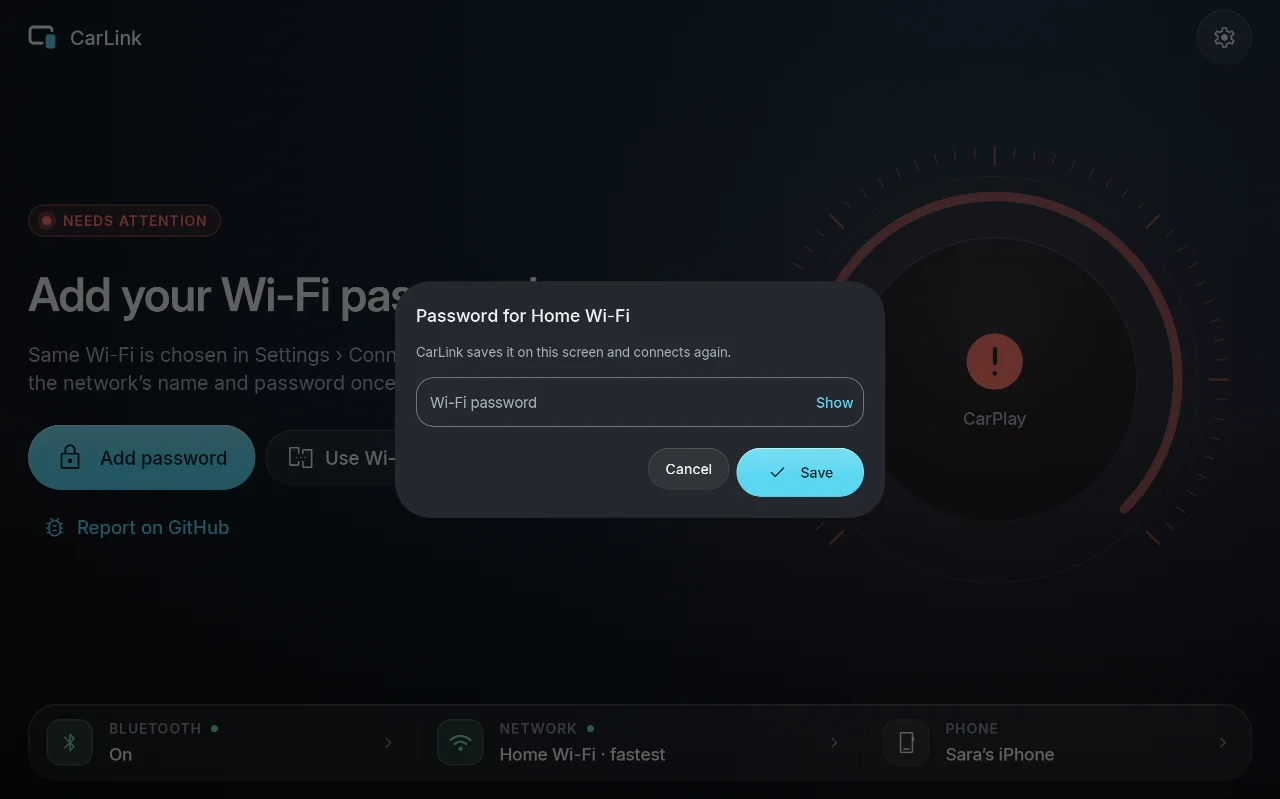 CarLink
NEEDS ATTENTION
Add your Wi-Fi
Same Wi-Fi is chosen in Settings ›
the network's name and password once
Add password
Use
Report on GitHub
Password for Home Wi-Fi
CarLink saves it on this screen and connects again.
Wi-Fi password
Show
Cancel
Save
CarPlay
BLUETOOTH
On
NETWORK
Home Wi-Fi · fastest
PHONE
Sara's iPhone